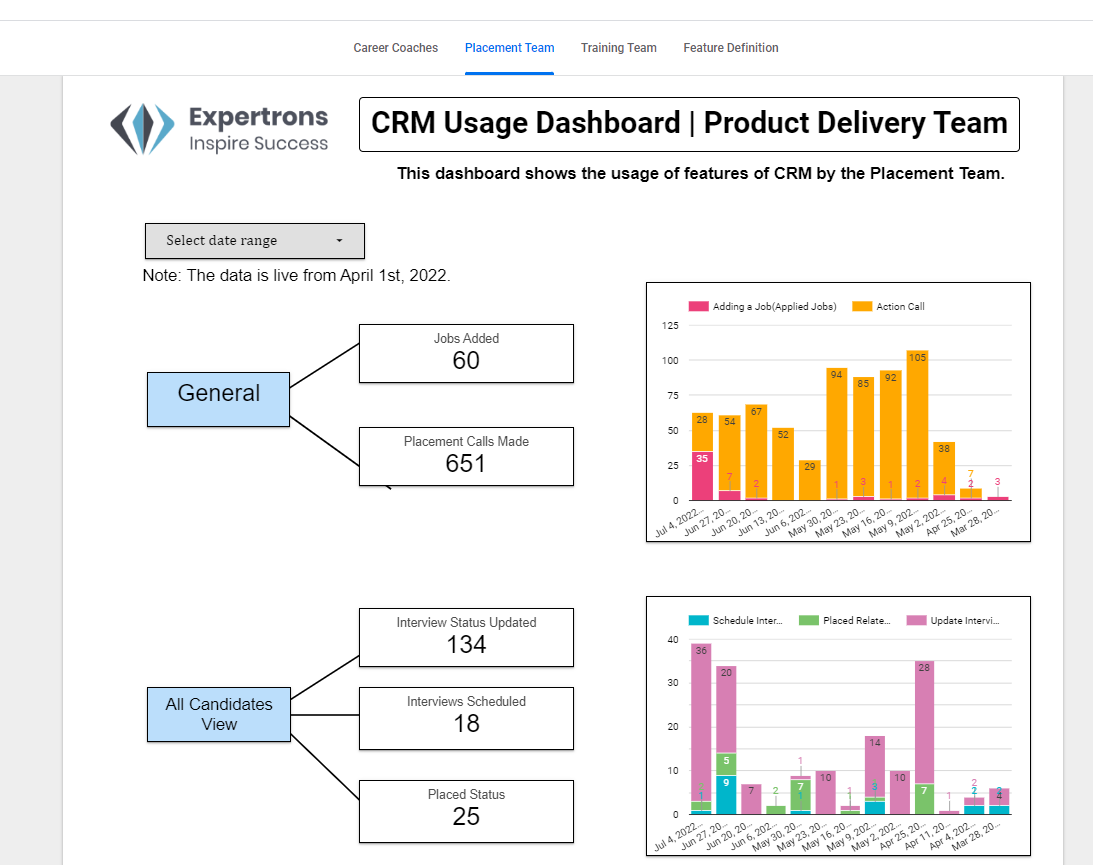 Career Coaches Placement Team Training Team Feature Definition
Expertrons
Inspire Success
CRM Usage Dashboard | Product Delivery Team
This dashboard shows the usage of features of CRM by the Placement Team.
Select date range
Note: The data is live from April 1st, 2022.
General
Jobs Added
60
Placement Calls Made
651
Adding a Job(Applied Jobs) Action Call
125
100
75
50
25
0
28 54 67 52 29 94 85 92 105 38 7
35 7 2 1 3 1 2 4 2 3
Jul 4, 2022... Jun 27, 20... Jun 20, 20... Jun 13, 20... Jun 6, 202... May 30, 20... May 23, 20... May 16, 20... May 9, 202... May 2, 202... Apr 25, 20... Mar 28, 20...
All Candidates
View
Interview Status Updated
134
Interviews Scheduled
18
Placed Status
25
Schedule Inter... Placed Relate... Update Intervi...
40
30
20
10
0
36 20 7 1 10 1 14 10 28 1 2 4
5 2 7 1 7
1 9 1 3 2 2
Jul 4, 2022... Jun 27, 20... Jun 20, 20... Jun 6, 202... May 30, 20... May 23, 20... May 16, 20... May 9, 202... May 2, 202... Apr 25, 20... Apr 11, 20... Apr 4, 202... Mar 28, 20...